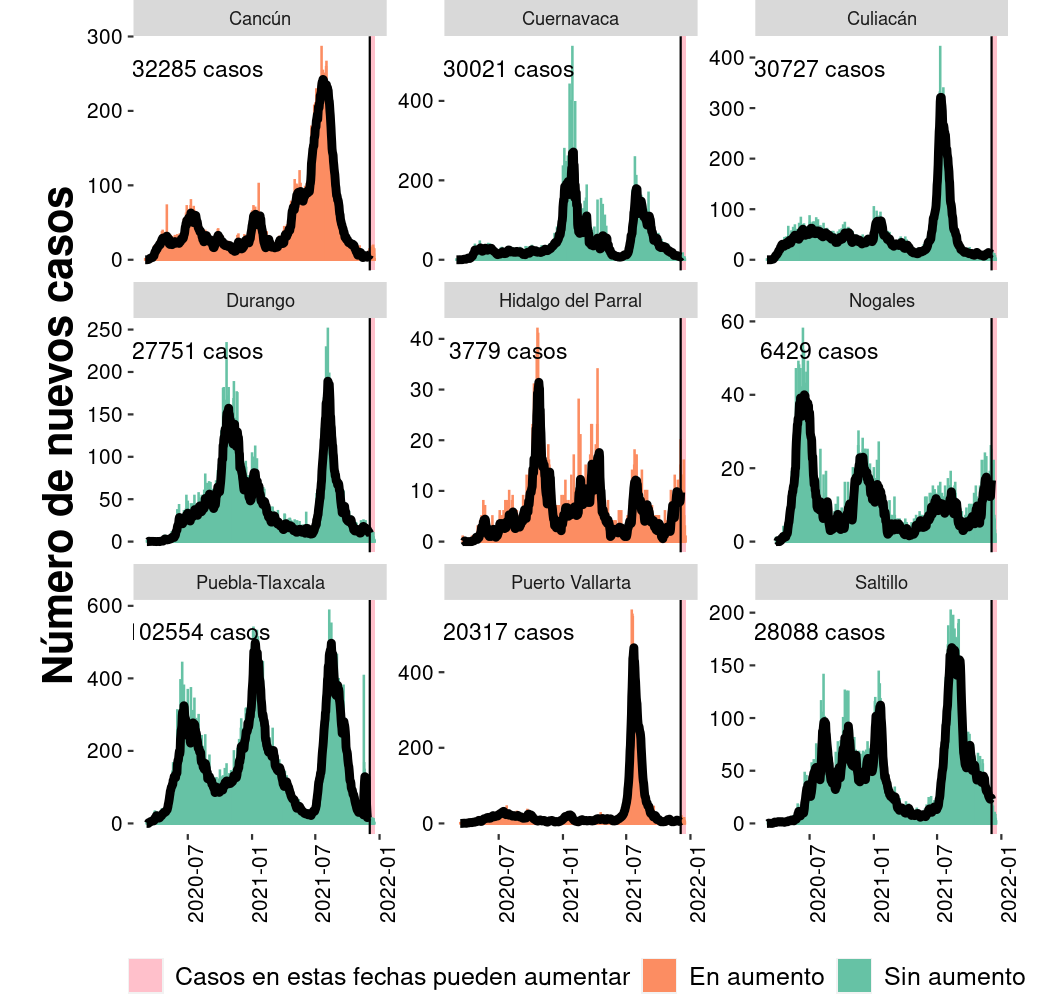 Número de nuevos casos
Cancún
Cuernavaca
Culiacán
300
200
100
0
32285 casos
400
200
0
30021 casos
400
300
200
100
0
30727 casos
Durango
Hidalgo del Parral
Nogales
250
200
150
100
50
0
27751 casos
40
30
20
10
0
3779 casos
60
40
20
0
6429 casos
Puebla-Tlaxcala
Puerto Vallarta
Saltillo
600
400
200
0
102554 casos
400
200
0
20317 casos
200
150
100
50
0
28088 casos
2020-07
2021-01
2021-07
2022-01
2020-07
2021-01
2021-07
2022-01
2020-07
2021-01
2021-07
2022-01
Casos en estas fechas pueden aumentar
En aumento
Sin aumento